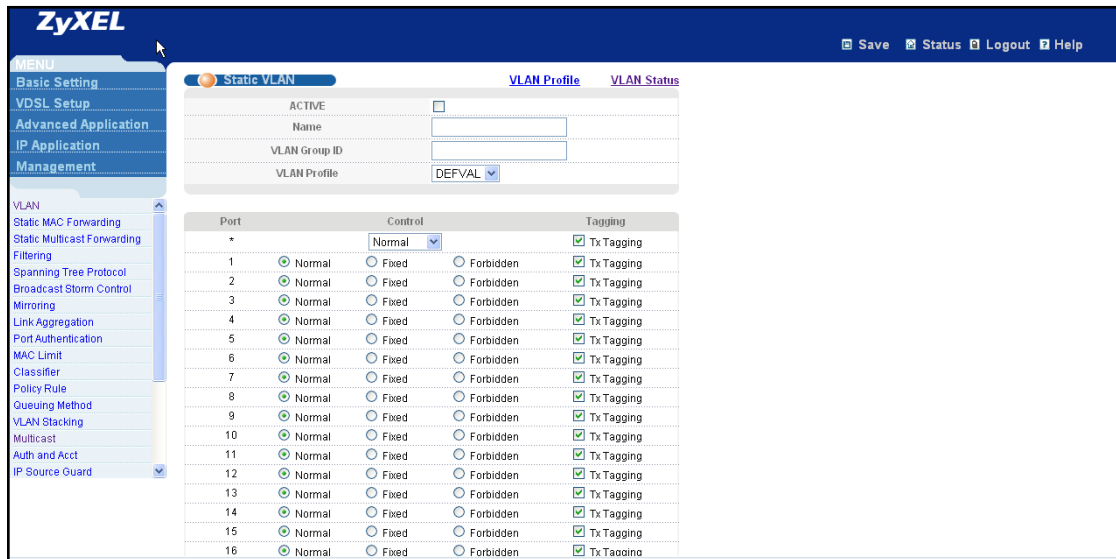 ZyXEL
Save Status Logout Help
MENU
Basic Setting
VDSL Setup
Advanced Application
IP Application
Management
VLAN
Static MAC Forwarding
Static Multicast Forwarding
Filtering
Spanning Tree Protocol
Broadcast Storm Control
Mirroring
Link Aggregation
Port Authentication
MAC Limit
Classifier
Policy Rule
Queuing Method
VLAN Stacking
Multicast
Auth and Acct
IP Source Guard
Static VLAN VLAN Profile VLAN Status
ACTIVE
Name
VLAN Group ID
VLAN Profile DEFVAL
Port Control Tagging
* Normal Tx Tagging
1 Normal Fixed Forbidden Tx Tagging
2 Normal Fixed Forbidden Tx Tagging
3 Normal Fixed Forbidden Tx Tagging
4 Normal Fixed Forbidden Tx Tagging
5 Normal Fixed Forbidden Tx Tagging
6 Normal Fixed Forbidden Tx Tagging
7 Normal Fixed Forbidden Tx Tagging
8 Normal Fixed Forbidden Tx Tagging
9 Normal Fixed Forbidden Tx Tagging
10 Normal Fixed Forbidden Tx Tagging
11 Normal Fixed Forbidden Tx Tagging
12 Normal Fixed Forbidden Tx Tagging
13 Normal Fixed Forbidden Tx Tagging
14 Normal Fixed Forbidden Tx Tagging
15 Normal Fixed Forbidden Tx Tagging
16 Normal Fixed Forbidden Tx Tagging